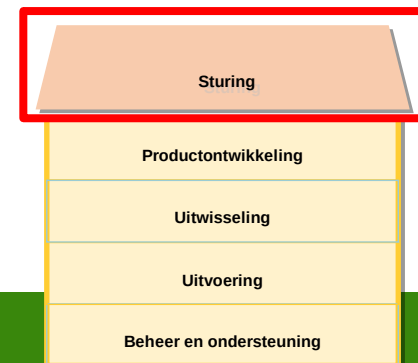 Sturing
Productontwikkeling
Uitwisseling
Uitvoering
Beheer en ondersteuning